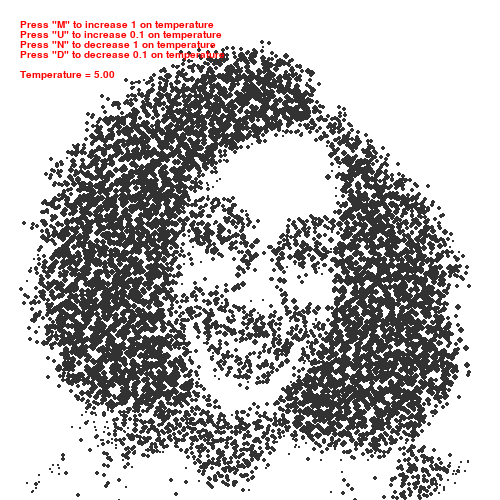 Press "M" to increase 1 on temperature
Press "U" to increase 0.1 on temperature
Press "N" to decrease 1 on temperature
Press "D" to decrease 0.1 on temperature
Temperature = 5.00